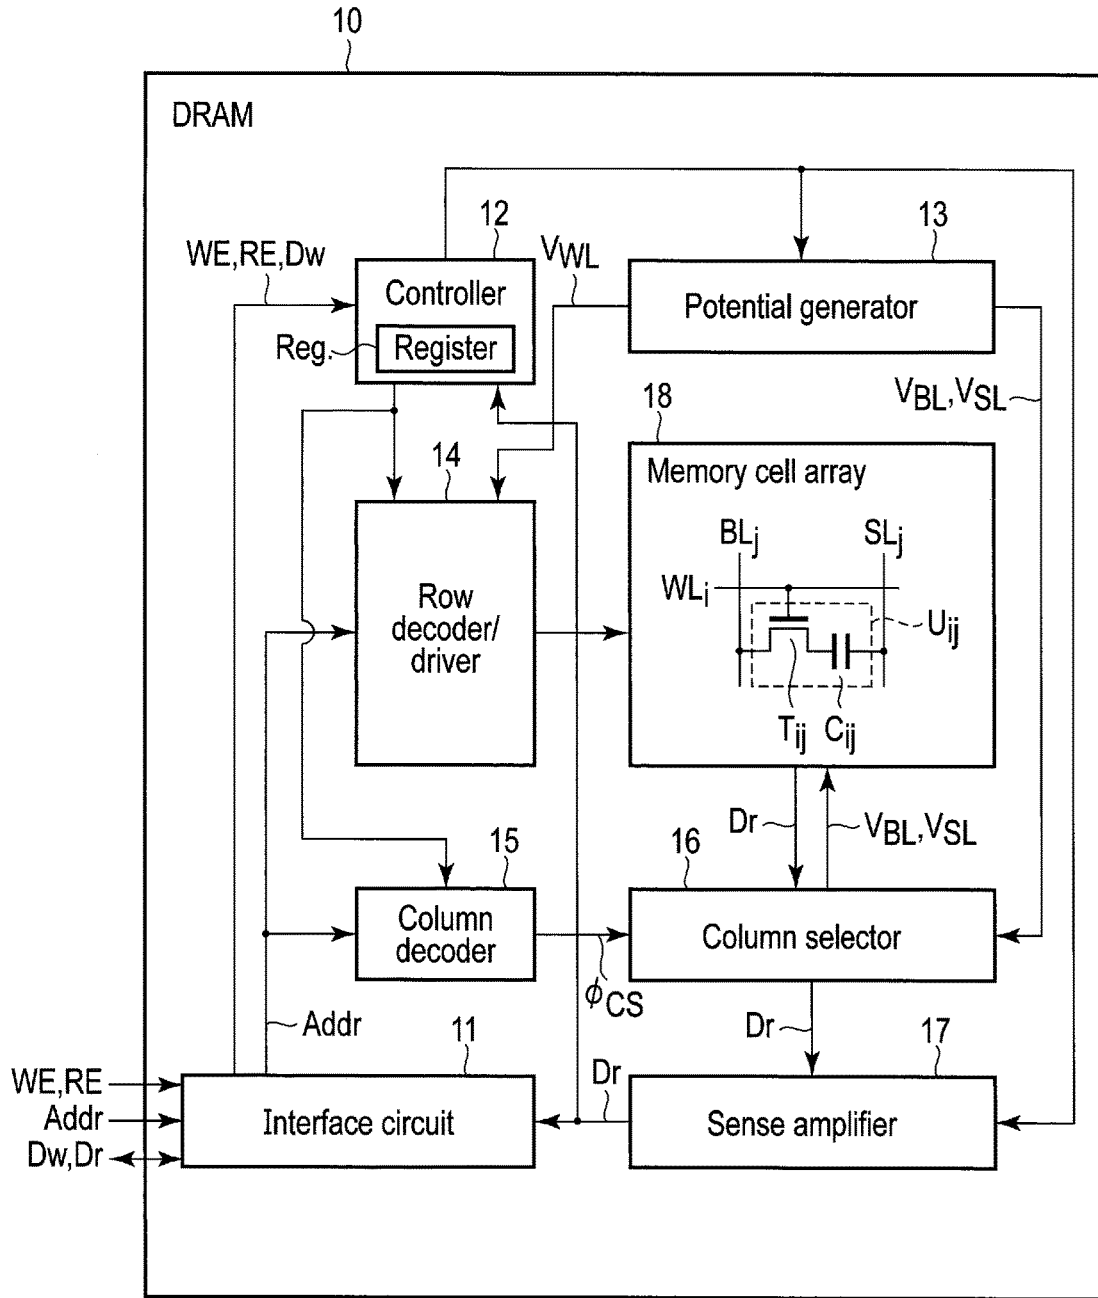 10
DRAM
12
13
WE,RE,Dw
VWL
Controller
Potential generator
Reg.
Register
VBL,VSL
18
14
Memory cell array
BLj
SLj
WLi
Row
decoder/
driver
Uij
Tij
Cij
Dr
VBL,VSL
15
16
Column
decoder
Column selector
ϕCS
Addr
Dr
11
17
WE,RE
Addr
Dw,Dr
Interface circuit
Dr
Sense amplifier